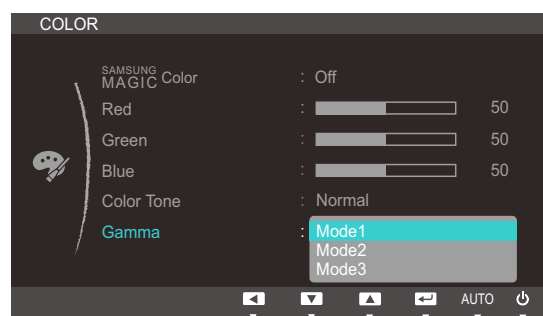 COLOR
SAMSUNG
MAGIC Color : Off
Red : 50
Green : 50
Blue : 50
Color Tone : Normal
Gamma : Mode1
Mode2
Mode3
AUTO